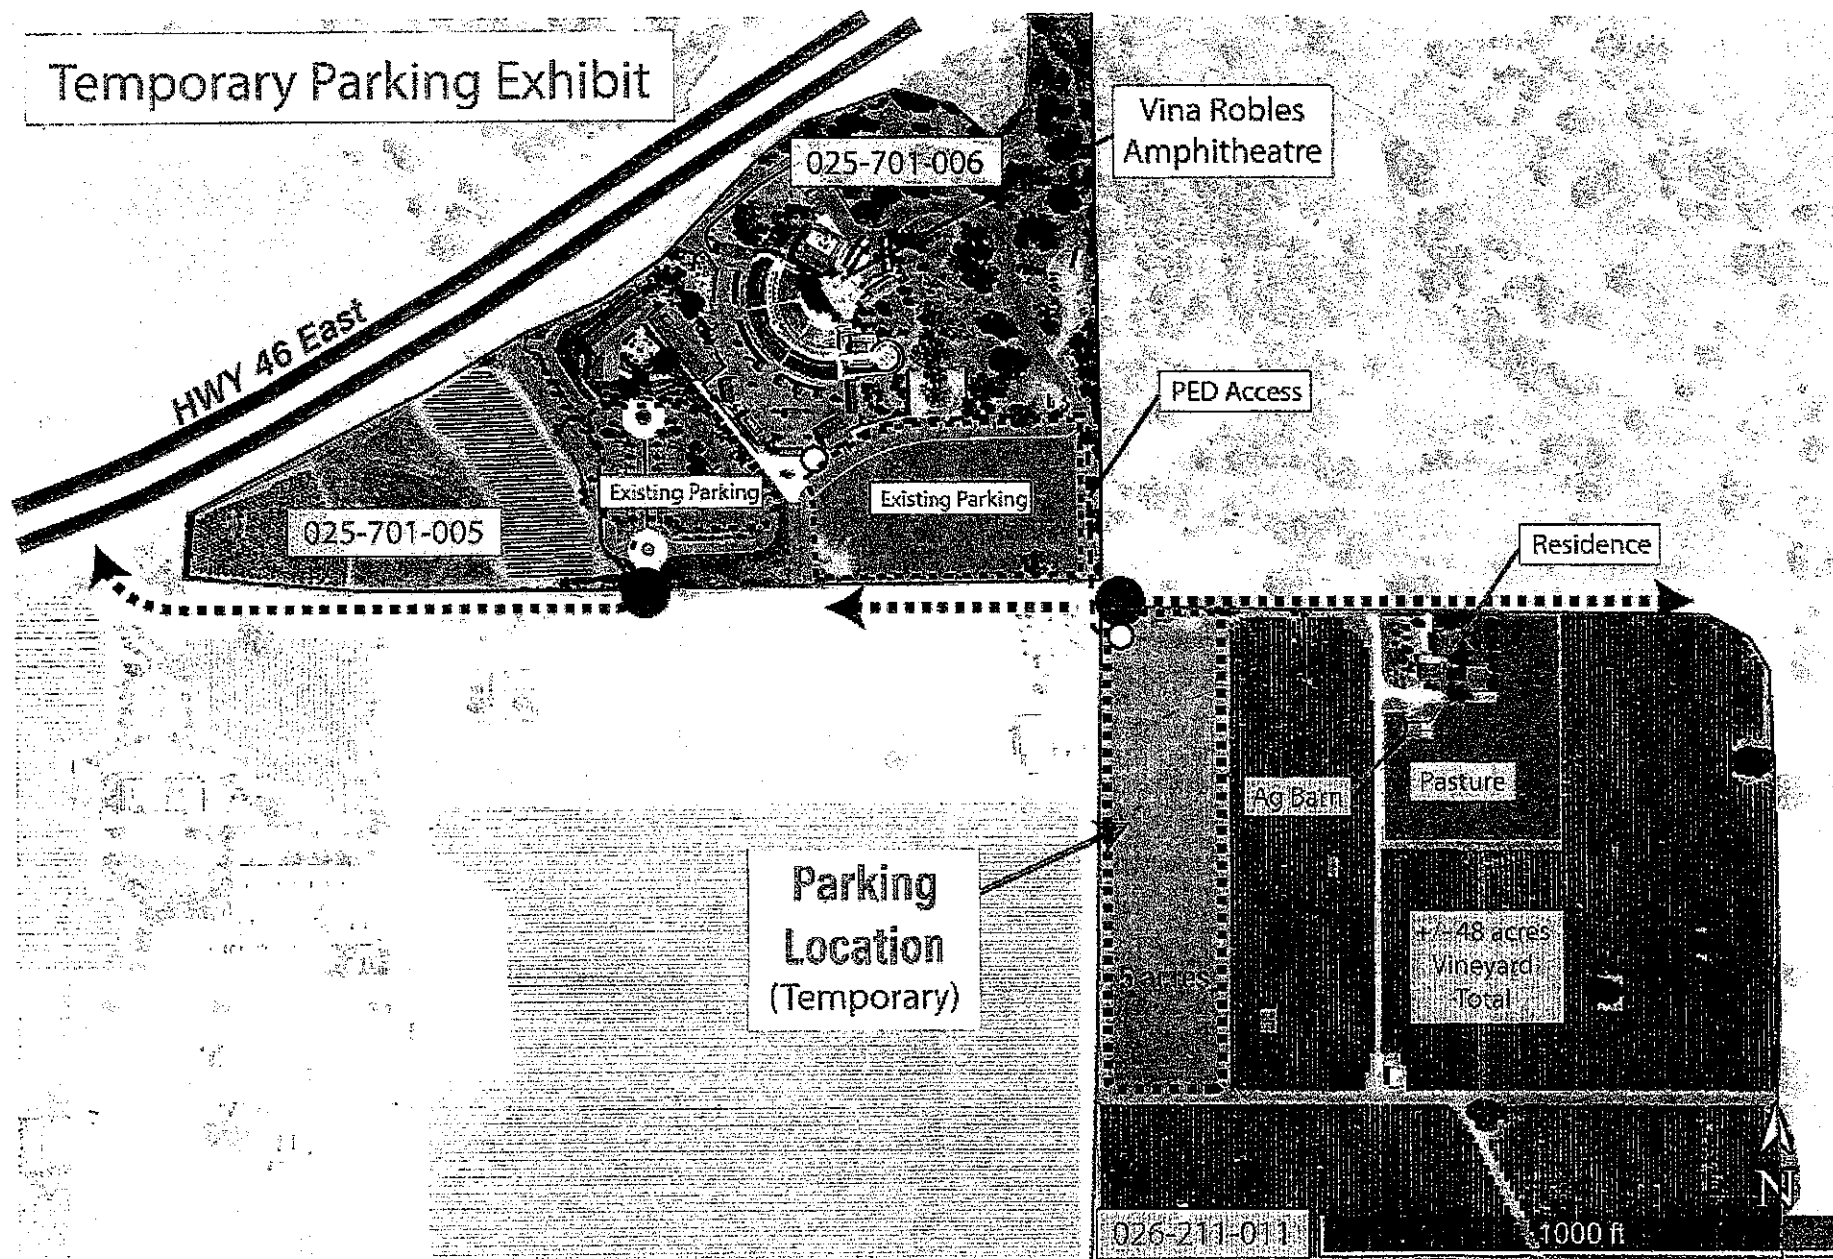 Temporary Parking Exhibit
Vina Robles
Amphitheatre
025-701-006
HWY 46 East
PED Access
Existing Parking
Existing Parking
025-701-005
Residence
Ag Barn
Pasture
Parking
Location
(Temporary)
5 acres
+/-48 acres
Vineyard
Total
N
026-211-011
1000 ft